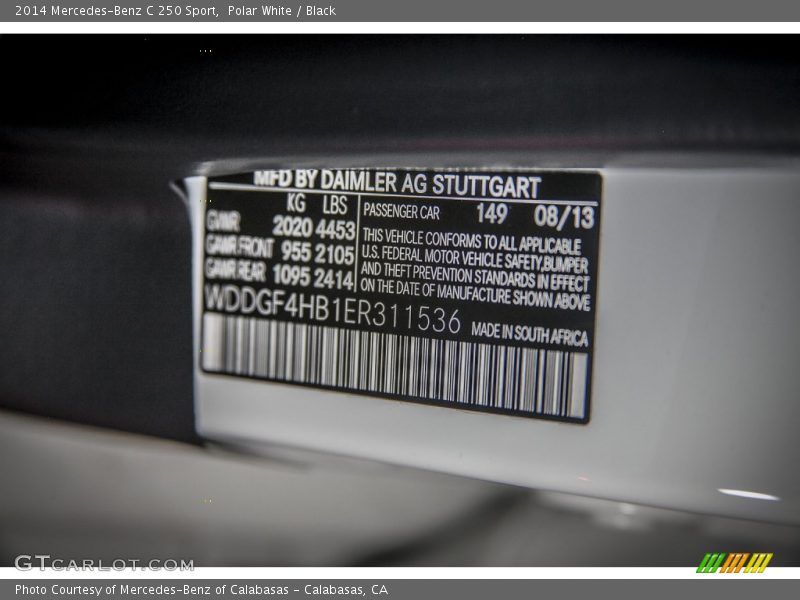 2014 Mercedes-Benz C 250 Sport,  Polar White / Black
MFD BY DAIMLER AG STUTTGART
KG LBS
GVWR 2020 4453
GAWR FRONT 955 2105
GAWR REAR 1095 2414
PASSENGER CAR 149 08/13
THIS VEHICLE CONFORMS TO ALL APPLICABLE
U.S. FEDERAL MOTOR VEHICLE SAFETY,BUMPER
AND THEFT PREVENTION STANDARDS IN EFFECT
ON THE DATE OF MANUFACTURE SHOWN ABOVE
WDDGF4HB1ER311536 MADE IN SOUTH AFRICA
GTCARLOT.COM
Photo Courtesy of Mercedes-Benz of Calabasas - Calabasas, CA